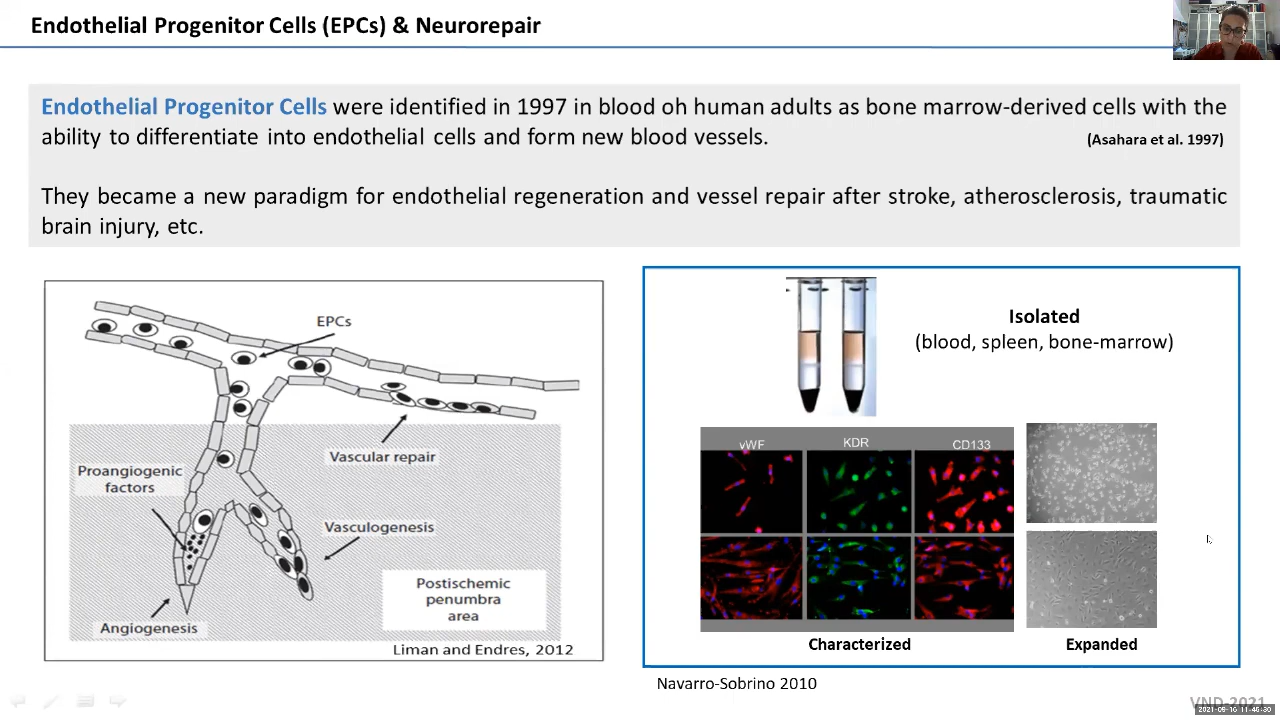 Endothelial Progenitor Cells (EPCs) & Neurorepair
Endothelial Progenitor Cells were identified in 1997 in blood oh human adults as bone marrow-derived cells with the
ability to differentiate into endothelial cells and form new blood vessels.
(Asahara et al. 1997)
They became a new paradigm for endothelial regeneration and vessel repair after stroke, atherosclerosis, traumatic
brain injury, etc.
EPCs
Vascular repair
Proangiogenic
factors
Vasculogenesis
Postischemic
penumbra
area
Angiogenesis
Liman and Endres, 2012
Isolated
(blood, spleen, bone-marrow)
vWF
KDR
CD133
Characterized
Expanded
Navarro-Sobrino 2010
VND-2021